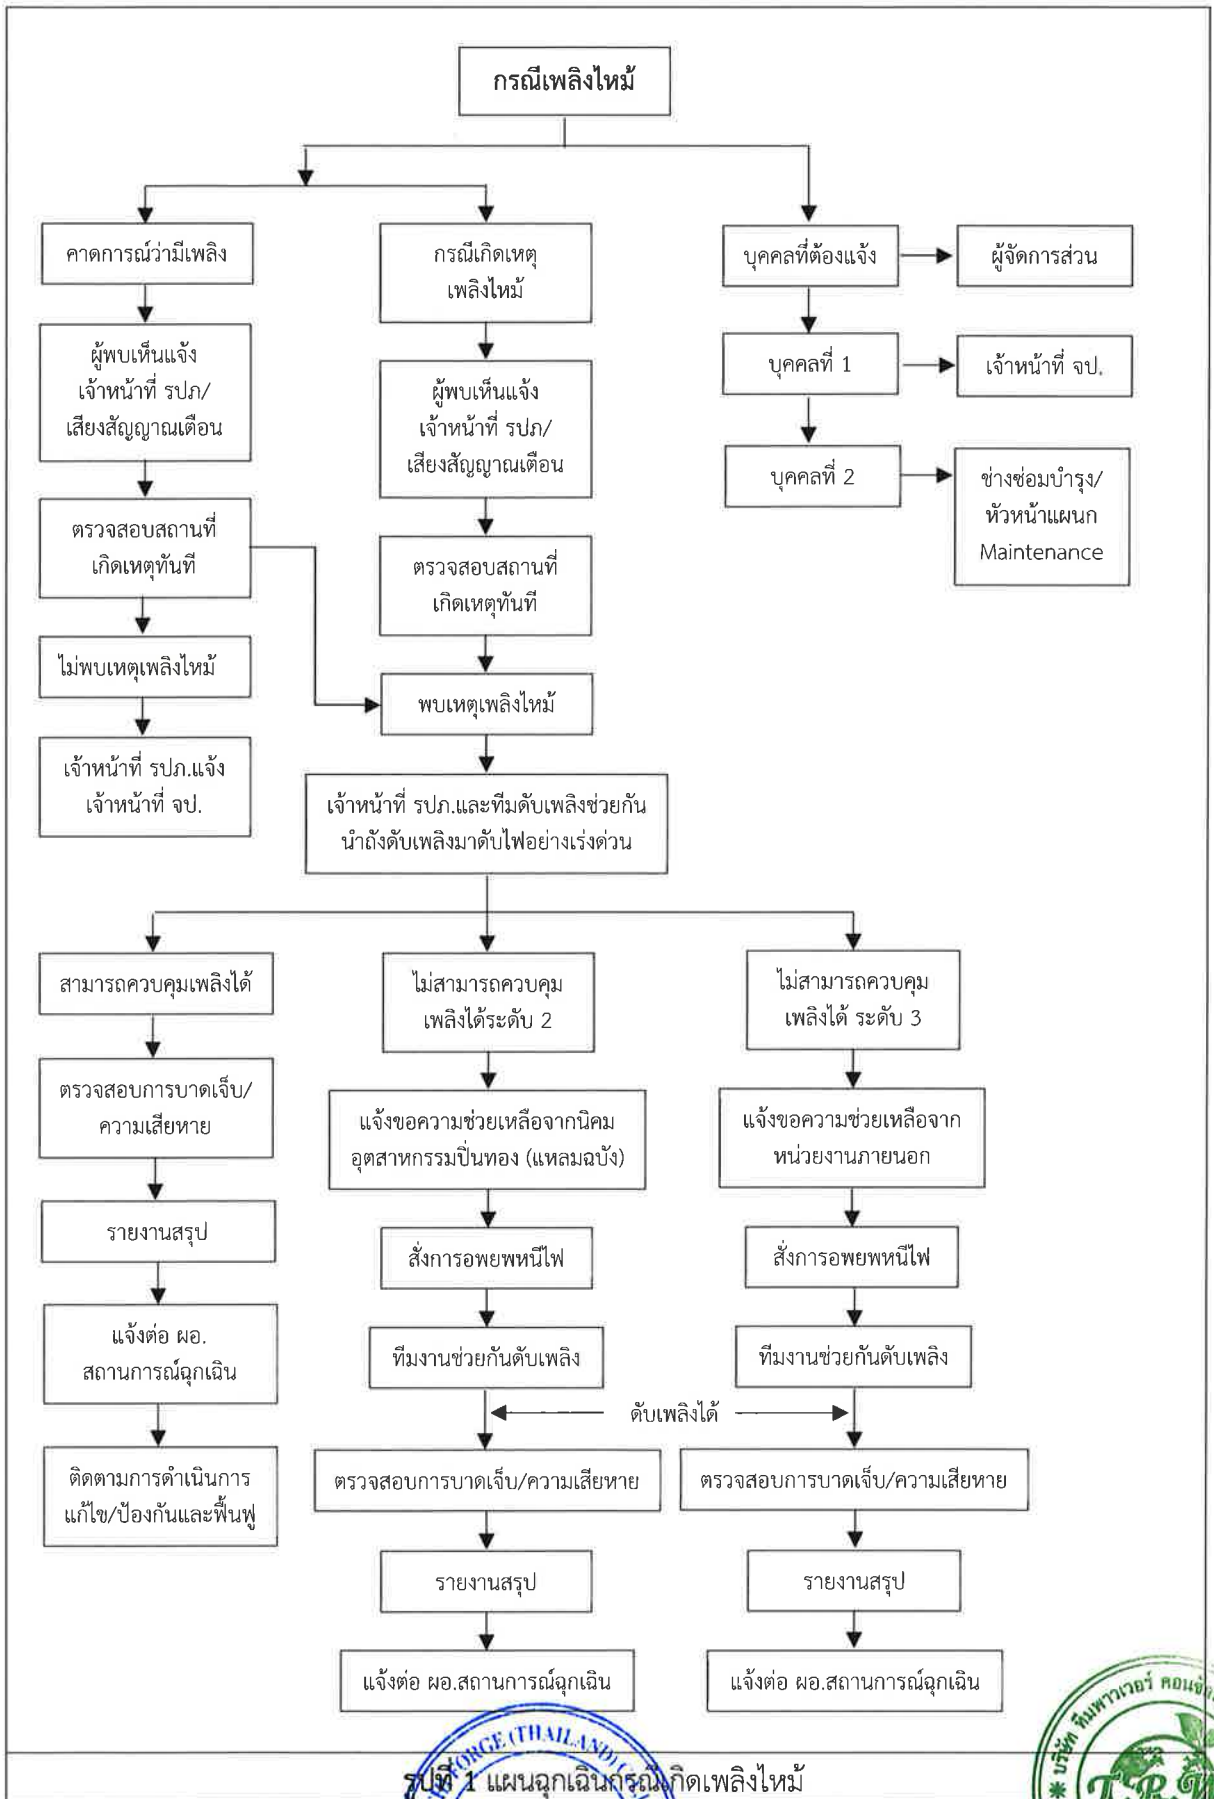 กรณีเพลิงไหม้
คาดการณ์ว่ามีเพลิง
ผู้พบเห็นแจ้ง
เจ้าหน้าที่ รปภ/
เสียงสัญญาณเตือน
ตรวจสอบสถานที่
เกิดเหตุทันที
ไม่พบเหตุเพลิงไหม้
เจ้าหน้าที่ รปภ.แจ้ง
เจ้าหน้าที่ จป.
กรณีเกิดเหตุ
เพลิงไหม้
ผู้พบเห็นแจ้ง
เจ้าหน้าที่ รปภ/
เสียงสัญญาณเตือน
ตรวจสอบสถานที่
เกิดเหตุทันที
พบเหตุเพลิงไหม้
เจ้าหน้าที่ รปภ.และทีมดับเพลิงช่วยกัน
นำถังดับเพลิงมาดับไฟอย่างเร่งด่วน
บุคคลที่ต้องแจ้ง
ผู้จัดการส่วน
บุคคลที่ 1
เจ้าหน้าที่ จป.
บุคคลที่ 2
ช่างซ่อมบำรุง/
หัวหน้าแผนก
Maintenance
สามารถควบคุมเพลิงได้
ตรวจสอบการบาดเจ็บ/
ความเสียหาย
รายงานสรุป
แจ้งต่อ ผอ.
สถานการณ์ฉุกเฉิน
ติดตามการดำเนินการ
แก้ไข/ป้องกันและฟื้นฟู
ไม่สามารถควบคุม
เพลิงได้ระดับ 2
แจ้งขอความช่วยเหลือจากนิคม
อุตสาหกรรมปิ่นทอง (แหลมฉบัง)
สั่งการอพยพหนีไฟ
ทีมงานช่วยกันดับเพลิง
ดับเพลิงได้
ตรวจสอบการบาดเจ็บ/ความเสียหาย
รายงานสรุป
แจ้งต่อ ผอ.สถานการณ์ฉุกเฉิน
ไม่สามารถควบคุม
เพลิงได้ ระดับ 3
แจ้งขอความช่วยเหลือจาก
หน่วยงานภายนอก
สั่งการอพยพหนีไฟ
ทีมงานช่วยกันดับเพลิง
ตรวจสอบการบาดเจ็บ/ความเสียหาย
รายงานสรุป
แจ้งต่อ ผอ.สถานการณ์ฉุกเฉิน
รูปที่ 1 แผนฉุกเฉินกรณีเกิดเพลิงไหม้
FORGE (THAILAND)
บริษัท ทีมพาวเวอร์